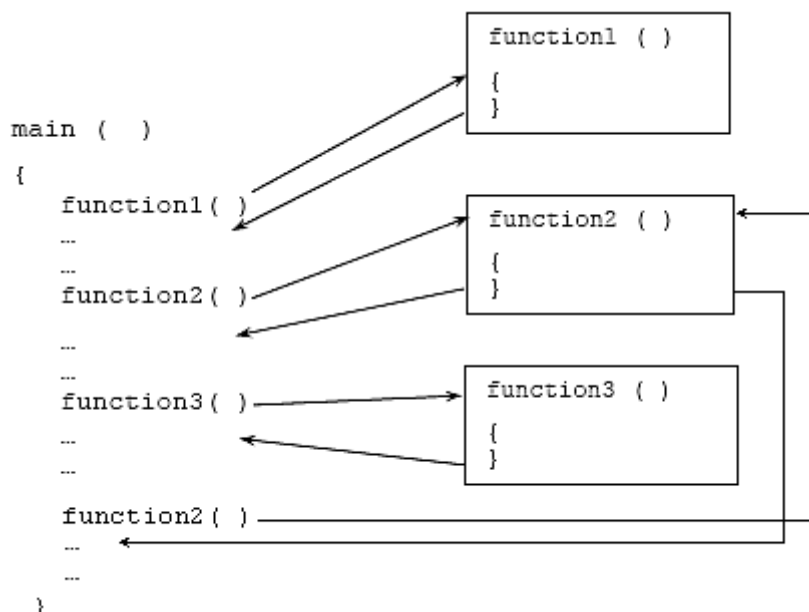 main ( )
{
function1( )
…
…
function2( )
…
…
function3( )
…
…
function2( )
…
…
}
function1 ( )
{
}
function2 ( )
{
}
function3 ( )
{
}